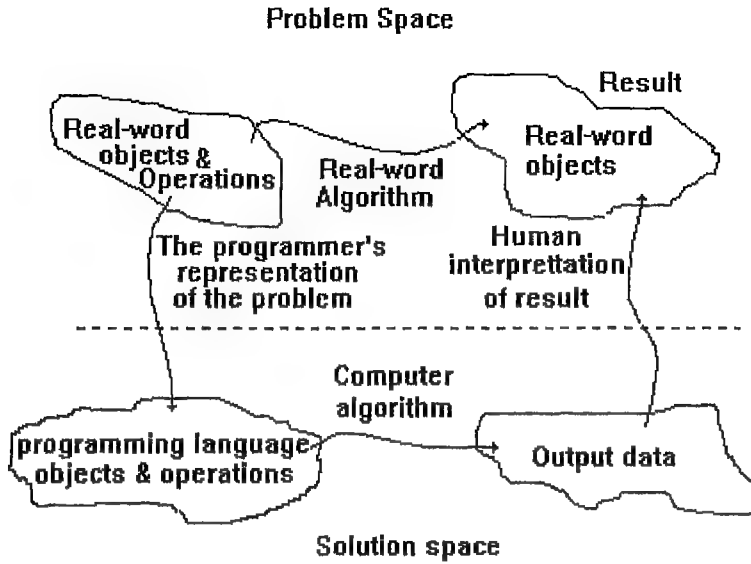 Problem Space
Result
Real-word
objects &
Operations
Real-word
Algorithm
Real-word
objects
The programmer's
representation
of the problem
Human
interprettation
of result
Computer
algorithm
programming language
objects & operations
Output data
Solution space